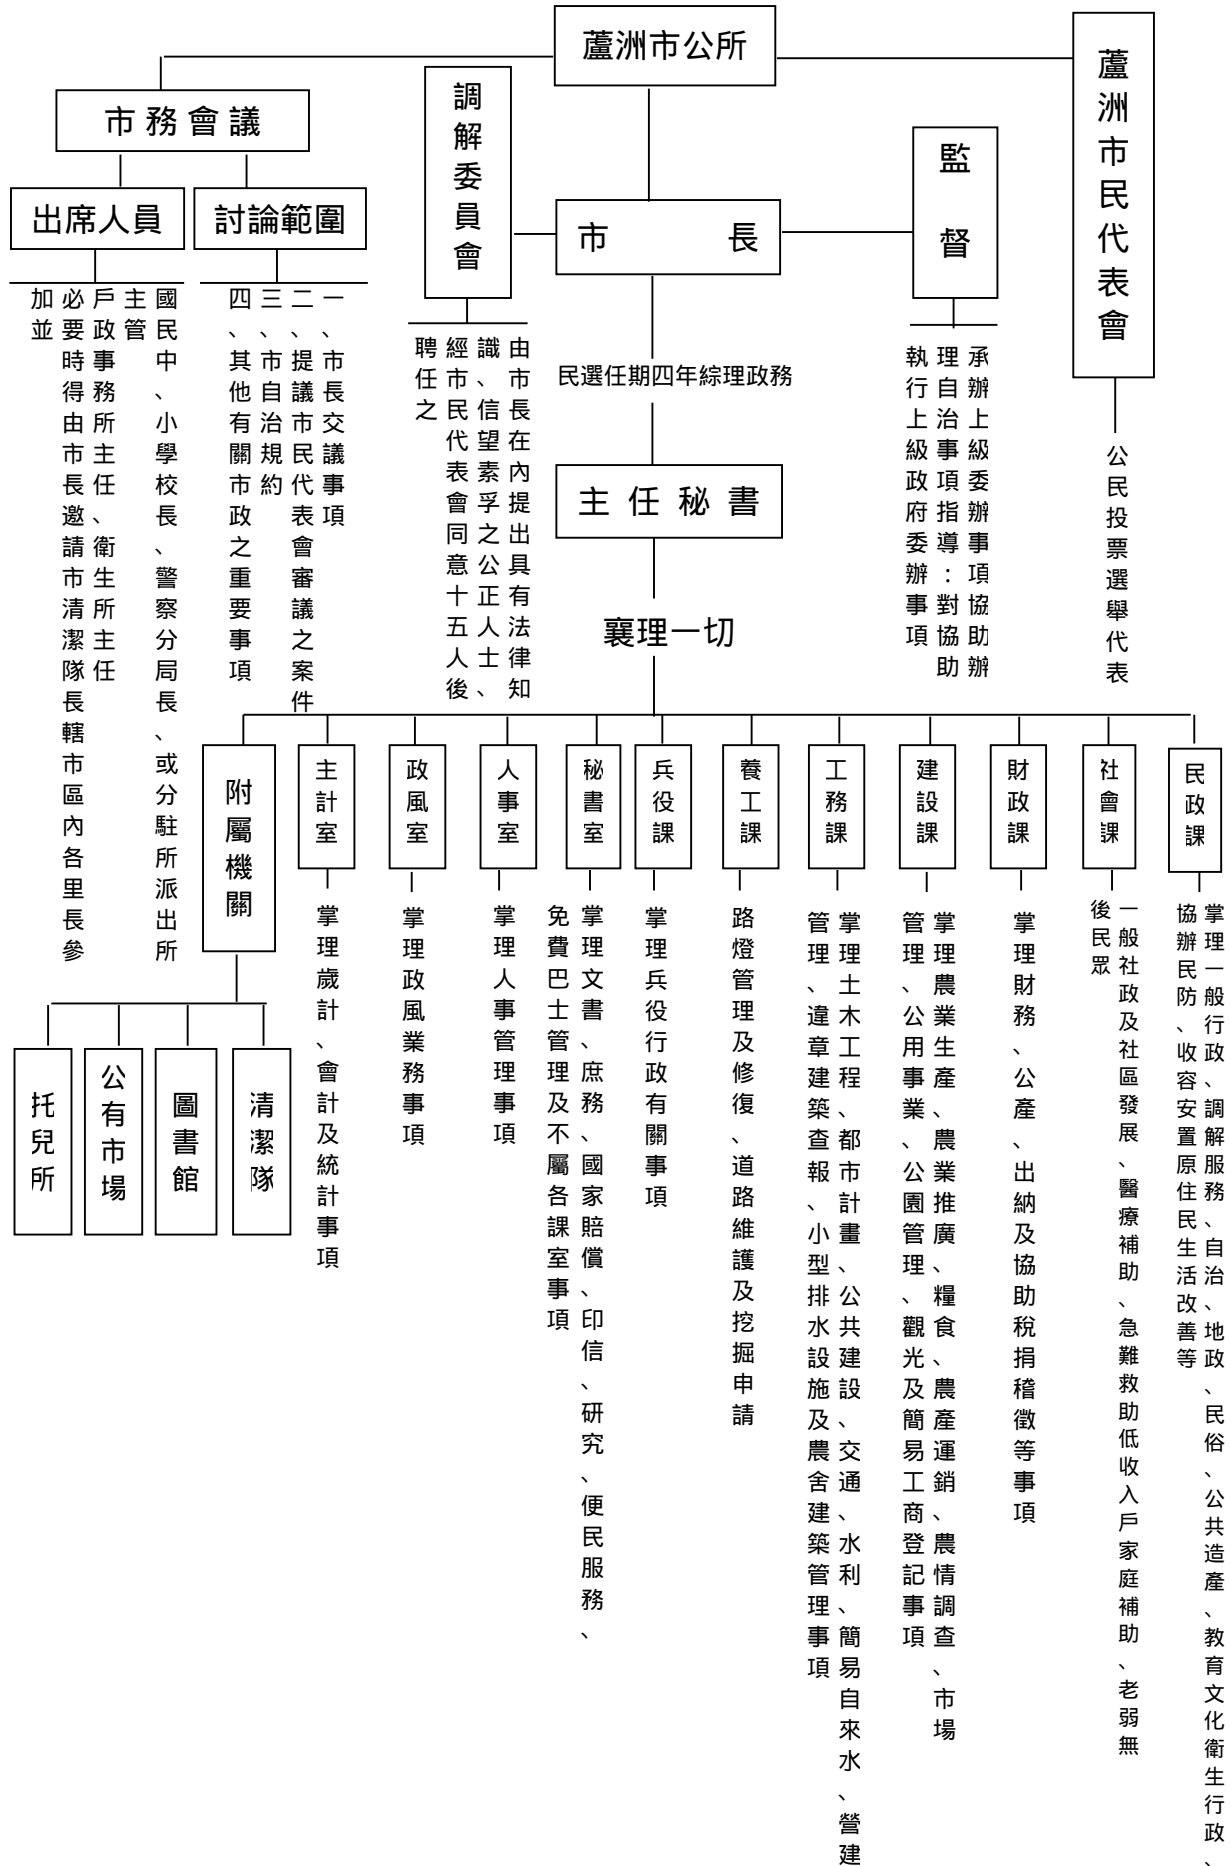 蘆洲市公所
蘆洲市民代表會
公民投票選舉代表
市務會議
出席人員
國民中、小學校長、警察分局長、或分駐所派出所
主管
戶政事務所主任、衛生所主任
必要時得由市長邀請市清潔隊長轄市區內各里長參
加並
討論範圍
一、市長交議事項
二、提議市民代表會審議之案件
三、市自治規約
四、其他有關市政之重要事項
調解委員會
由市長在內提出具有法律知
識、信望素孚之公正人士、
經市民代表會同意十五人後
聘任之
市長
監督
承辦上級委辦事項協助辦
理自治事項指導：對協助
執行上級政府委辦事項
民選任期四年綜理政務
主任秘書
襄理一切
民政課
掌理一般行政、調解服務、自治、地政、民俗、公共造產、教育文化衛生行政、
協辦民防、收容安置原住民生活改善等
社會課
一般社政及社區發展、醫療補助、急難救助低收入戶家庭補助、老弱無
後民眾
財政課
掌理財務、公產、出納及協助稅捐稽徵等事項
建設課
掌理農業生產、農業推廣、糧食、農產運銷、農情調查、市場
管理、公用事業、公園管理、觀光及簡易工商登記事項
工務課
掌理土木工程、都市計畫、公共建設、交通、水利、簡易自來水、營建
管理、違章建築查報、小型排水設施及農舍建築管理事項
養工課
路燈管理及修復、道路維護及挖掘申請
兵役課
掌理兵役行政有關事項
秘書室
掌理文書、庶務、國家賠償、印信、研究、便民服務、
免費巴士管理及不屬各課室事項
人事室
掌理人事管理事項
政風室
掌理政風業務事項
主計室
掌理歲計、會計及統計事項
附屬機關
清潔隊
圖書館
公有市場
托兒所